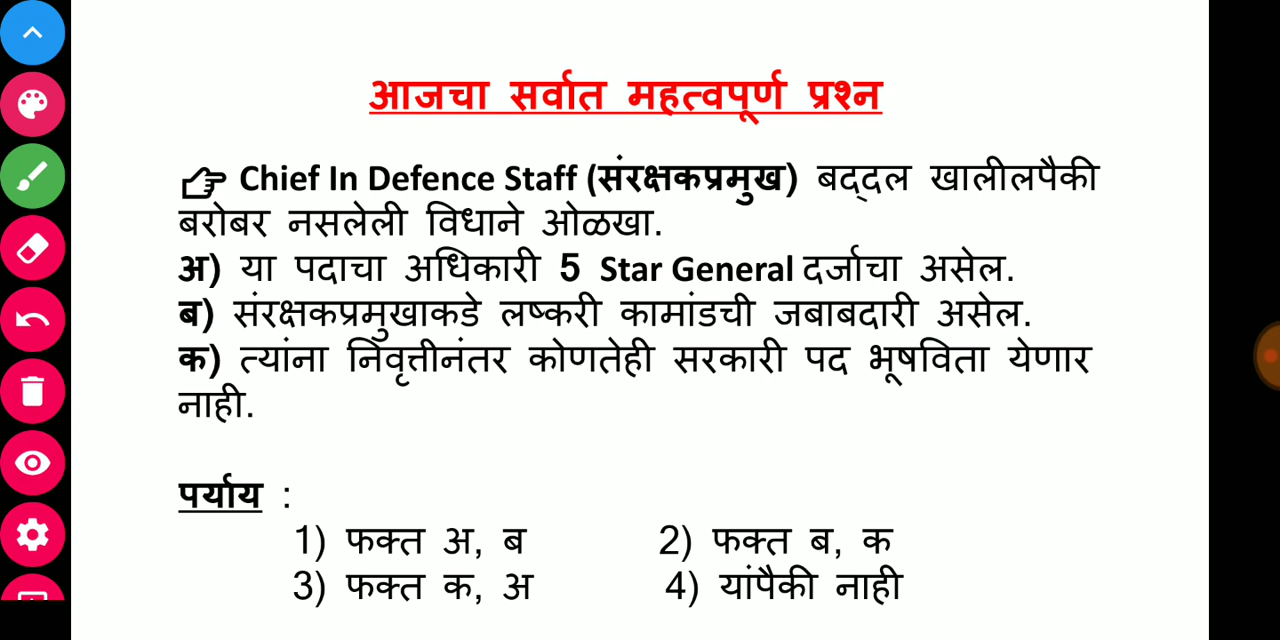 आजचा सर्वात महत्वपूर्ण प्रश्न
Chief In Defence Staff (संरक्षकप्रमुख) बद्दल खालीलपैकी
बरोबर नसलेली विधाने ओळखा.
अ) या पदाचा अधिकारी 5 Star General दर्जाचा असेल.
ब) संरक्षकप्रमुखाकडे लष्करी कामांडची जबाबदारी असेल.
क) त्यांना निवृत्तीनंतर कोणतेही सरकारी पद भूषविता येणार
नाही.
पर्याय :
1) फक्त अ, ब 2) फक्त ब, क
3) फक्त क, अ 4) यांपैकी नाही